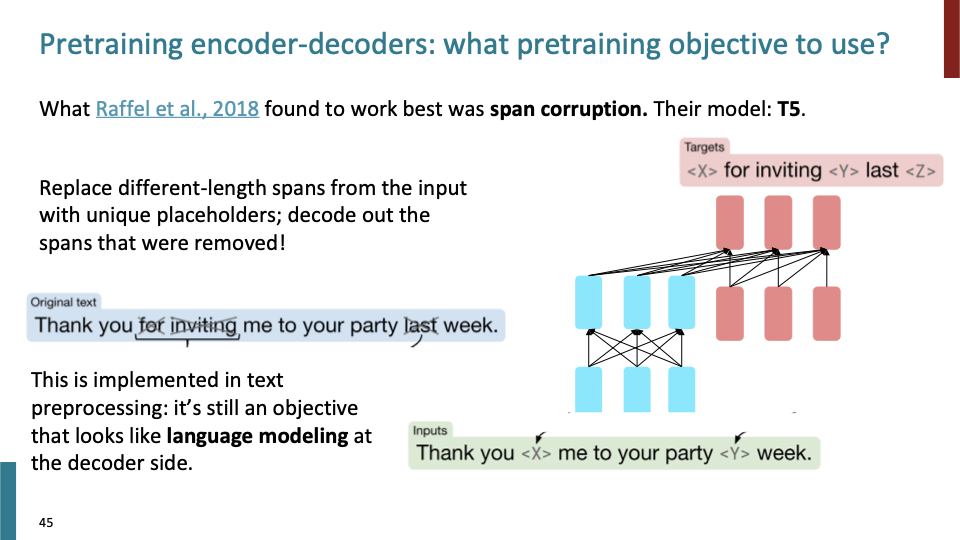 Pretraining encoder-decoders: what pretraining objective to use?
What Raffel et al., 2018 found to work best was span corruption. Their model: T5.
Targets
<X> for inviting <Y> last <Z>
Replace different-length spans from the input
with unique placeholders; decode out the
spans that were removed!
Original text
Thank you for inviting me to your party last week.
This is implemented in text
preprocessing: it's still an objective
that looks like language modeling at
the decoder side.
Inputs
Thank you <X> me to your party <Y> week.
45